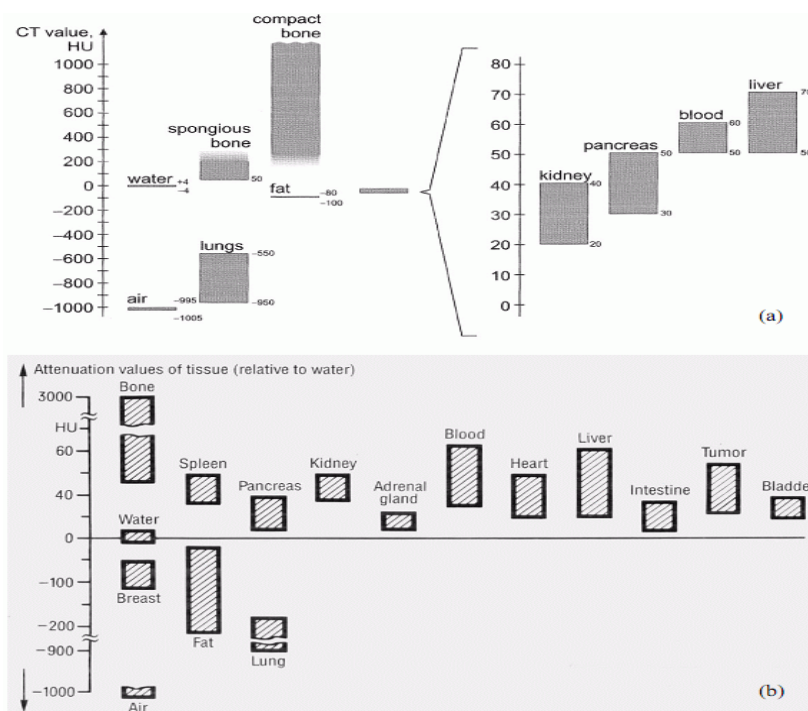 CT value,
HU
1000
800
600
400
200
0
−200
−400
−600
−800
−1000
compact
bone
spongious
bone
50
water
+4
−4
fat
−80
−100
lungs
−550
−950
air
−995
−1005
80
70
60
50
40
30
20
10
0
liver
blood
60
50
pancreas
50
30
kidney
40
20
(a)
Attenuation values of tissue (relative to water)
3000
HU
60
40
0
−100
−200
−900
−1000
Bone
Spleen
Pancreas
Kidney
Adrenal
gland
Blood
Heart
Liver
Intestine
Tumor
Bladde
Water
Breast
Fat
Lung
Air
(b)